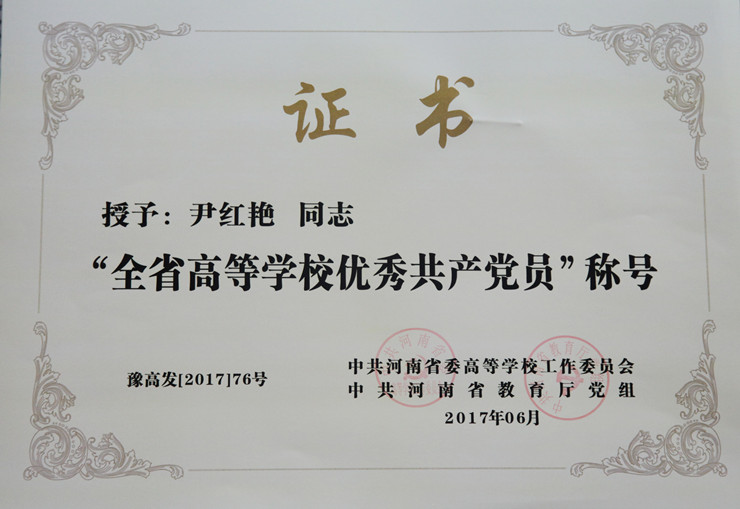 证书
授予：尹红艳 同志
“全省高等学校优秀共产党员”称号
豫高发[2017]76号
中共河南省委高等学校工作委员会
中共河南省教育厅党组
2017年06月